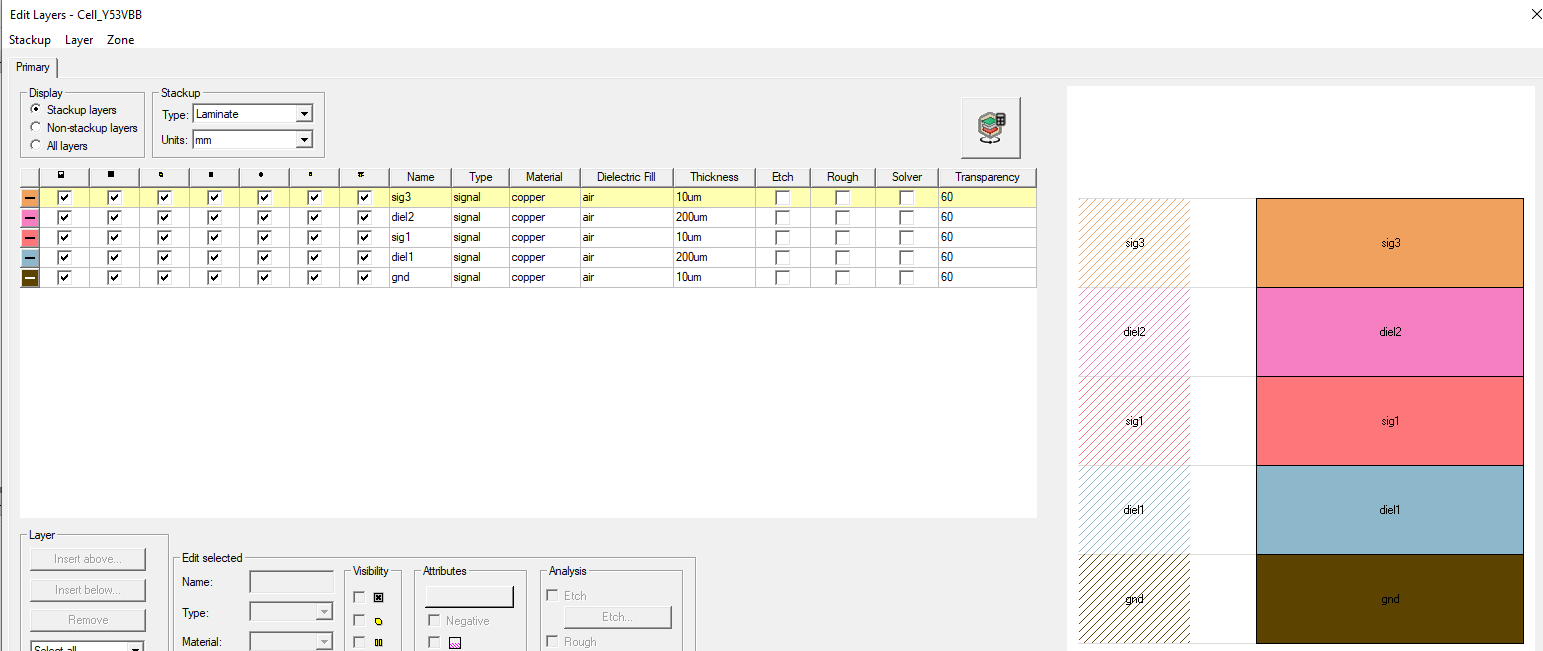 Edit Layers - Cell_Y53VBB
Stackup Layer Zone
Primary
Display
Stackup layers
Non-stackup layers
All layers
Stackup
Type: Laminate
Units: mm
Name Type Material Dielectric Fill Thickness Etch Rough Solver Transparency
sig3 signal copper air 10um 60
diel2 signal copper air 200um 60
sig1 signal copper air 10um 60
diel1 signal copper air 200um 60
gnd signal copper air 10um 60
sig3 sig3
diel2 diel2
sig1 sig1
diel1 diel1
gnd gnd
Layer
Insert above...
Insert below...
Remove
Select all
Edit selected
Name:
Type:
Material:
Visibility
Attributes
Negative
Analysis
Etch
Etch...
Rough